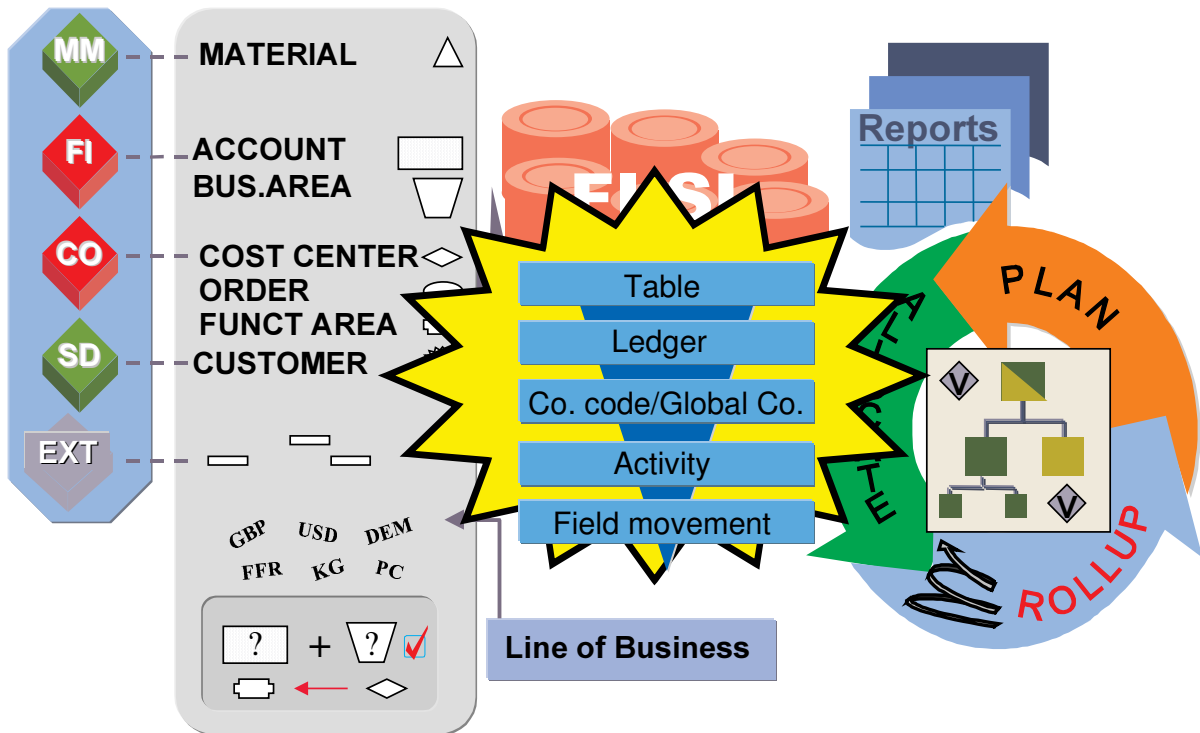 MM
MATERIAL
FI
ACCOUNT
BUS.AREA
CO
COST CENTER
ORDER
FUNCT AREA
SD
CUSTOMER
EXT
GBP USD DEM
FFR KG PC
? + ?
Line of Business
Table
Ledger
Co. code/Global Co.
Activity
Field movement
Reports
PLAN
ROLLUP
V
V